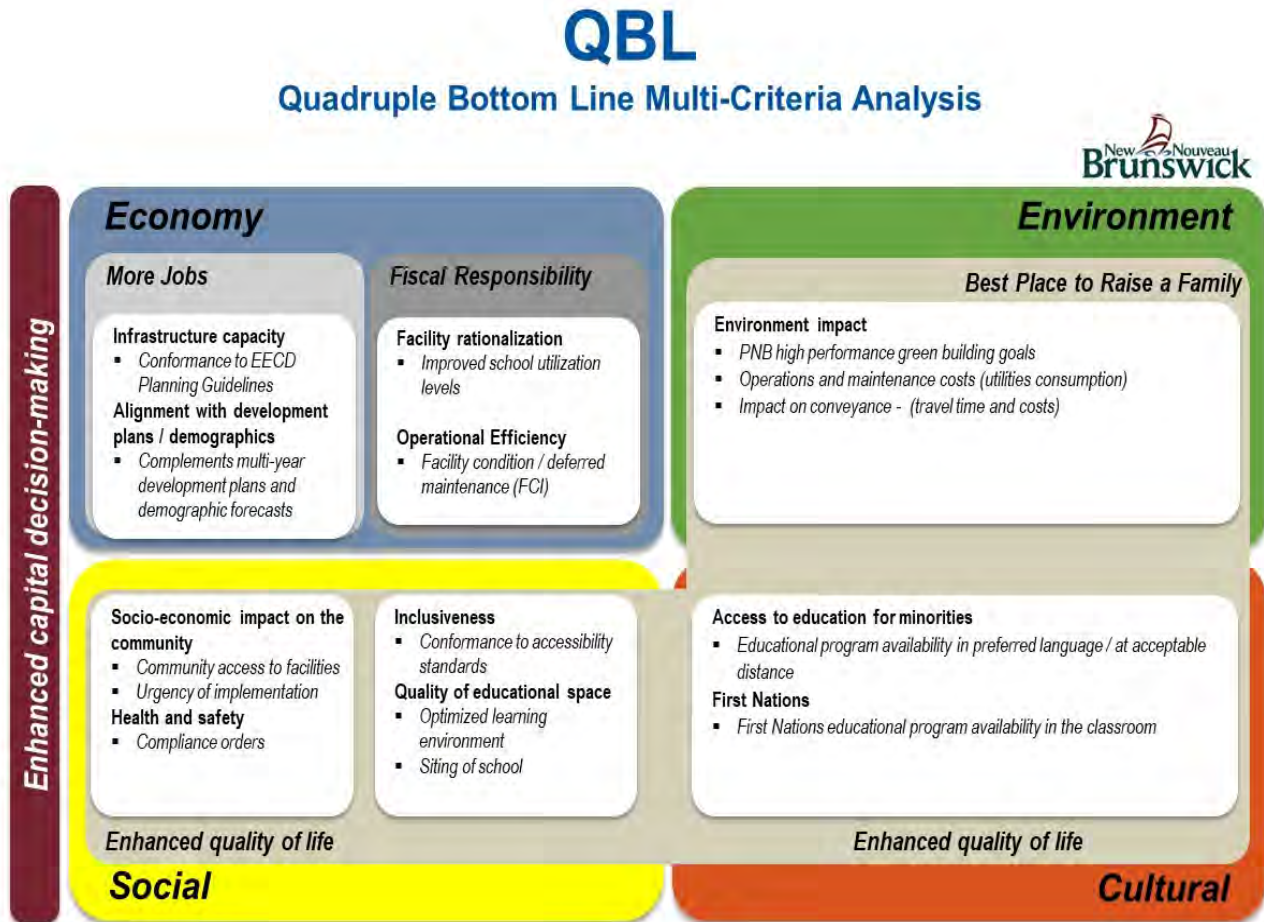 QBL
Quadruple Bottom Line Multi-Criteria Analysis
New Nouveau
Brunswick
Enhanced capital decision-making
Economy
More Jobs
Infrastructure capacity
▪ Conformance to EECD
Planning Guidelines
Alignment with development
plans / demographics
▪ Complements multi-year
development plans and
demographic forecasts
Fiscal Responsibility
Facility rationalization
▪ Improved school utilization
levels
Operational Efficiency
▪ Facility condition / deferred
maintenance (FCI)
Environment
Best Place to Raise a Family
Environment impact
▪ PNB high performance green building goals
▪ Operations and maintenance costs (utilities consumption)
▪ Impact on conveyance - (travel time and costs)
Socio-economic impact on the
community
▪ Community access to facilities
▪ Urgency of implementation
Health and safety
▪ Compliance orders
Inclusiveness
▪ Conformance to accessibility
standards
Quality of educational space
▪ Optimized learning
environment
▪ Siting of school
Enhanced quality of life
Social
Access to education for minorities
▪ Educational program availability in preferred language / at acceptable
distance
First Nations
▪ First Nations educational program availability in the classroom
Enhanced quality of life
Cultural